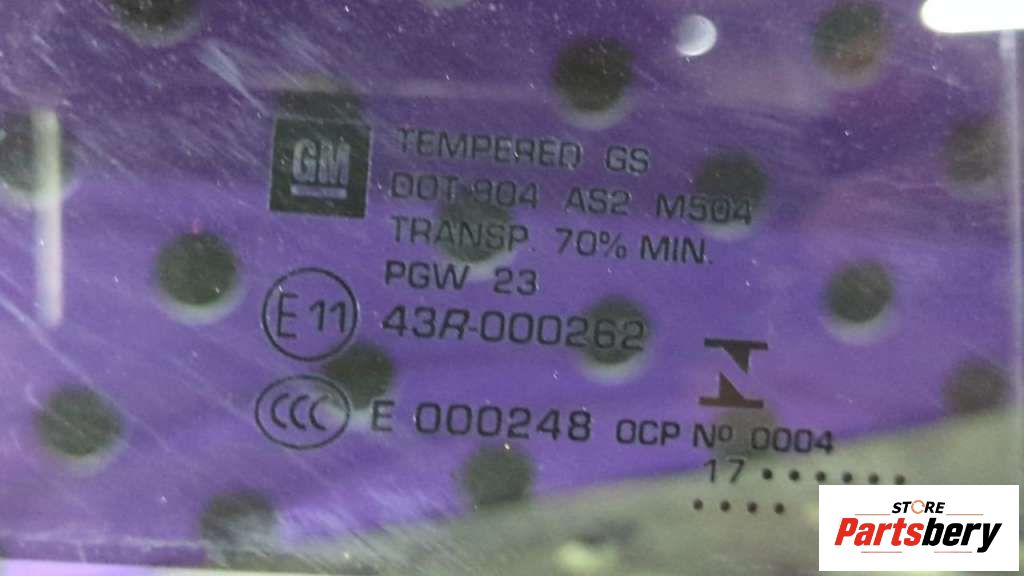 GM
TEMPERED GS
DOT-904 AS2 M504
TRANSP. 70% MIN.
PGW 23
E 11 43R-000262
CCC E 000248 OCP Nº 0004
N
17 ••••••
••••
STORE
Partsbery